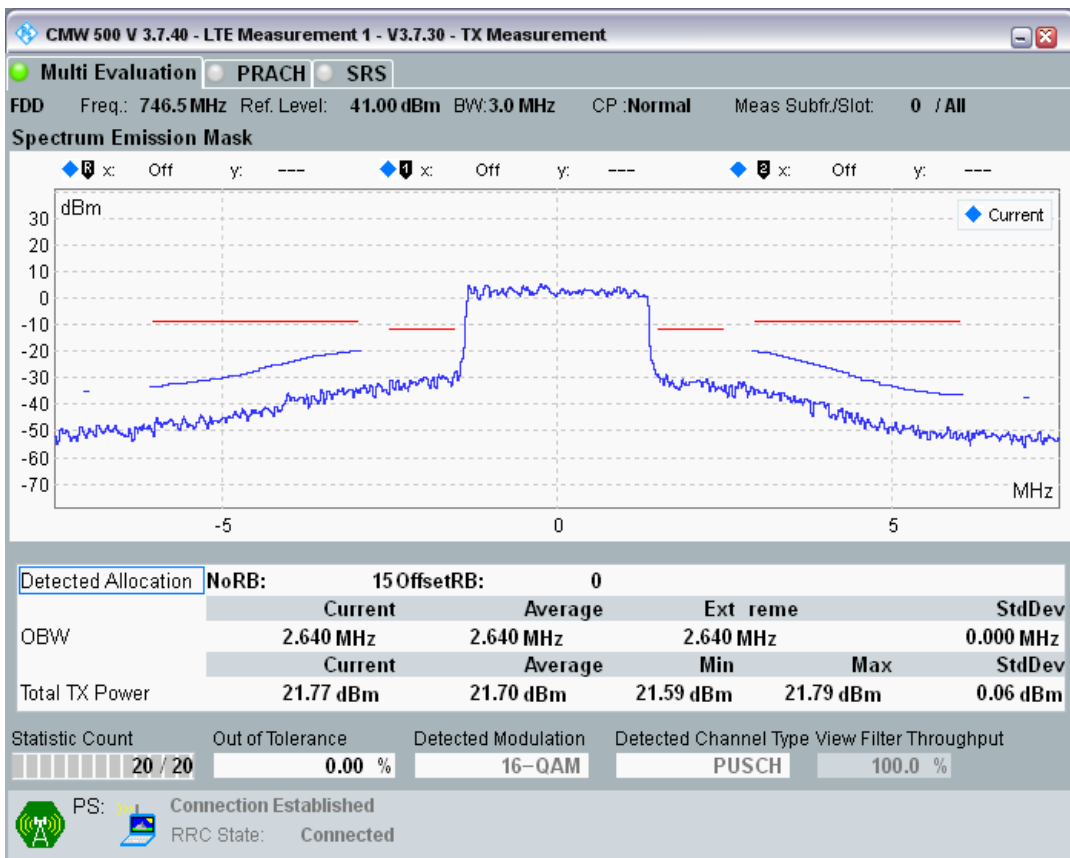 CMW 500 V 3.7.40 - LTE Measurement 1 - V3.7.30 - TX Measurement
Multi Evaluation PRACH SRS
FDD Freq.: 746.5 MHz Ref. Level: 41.00 dBm BW: 3.0 MHz CP : Normal Meas Subfr./Slot: 0 / All
Spectrum Emission Mask
R x: Off y: --- 1 x: Off y: --- 2 x: Off y: ---
dBm
Current
30
20
10
0
-10
-20
-30
-40
-50
-60
-70
MHz
-5 0 5
Detected Allocation NoRB: 15 OffsetRB: 0
Current Average Ext reme StdDev
OBW 2.640 MHz 2.640 MHz 2.640 MHz 0.000 MHz
Current Average Min Max StdDev
Total TX Power 21.77 dBm 21.70 dBm 21.59 dBm 21.79 dBm 0.06 dBm
Statistic Count Out of Tolerance Detected Modulation Detected Channel Type View Filter Throughput
20 / 20 0.00 % 16-QAM PUSCH 100.0 %
PS: Connection Established
RRC State: Connected